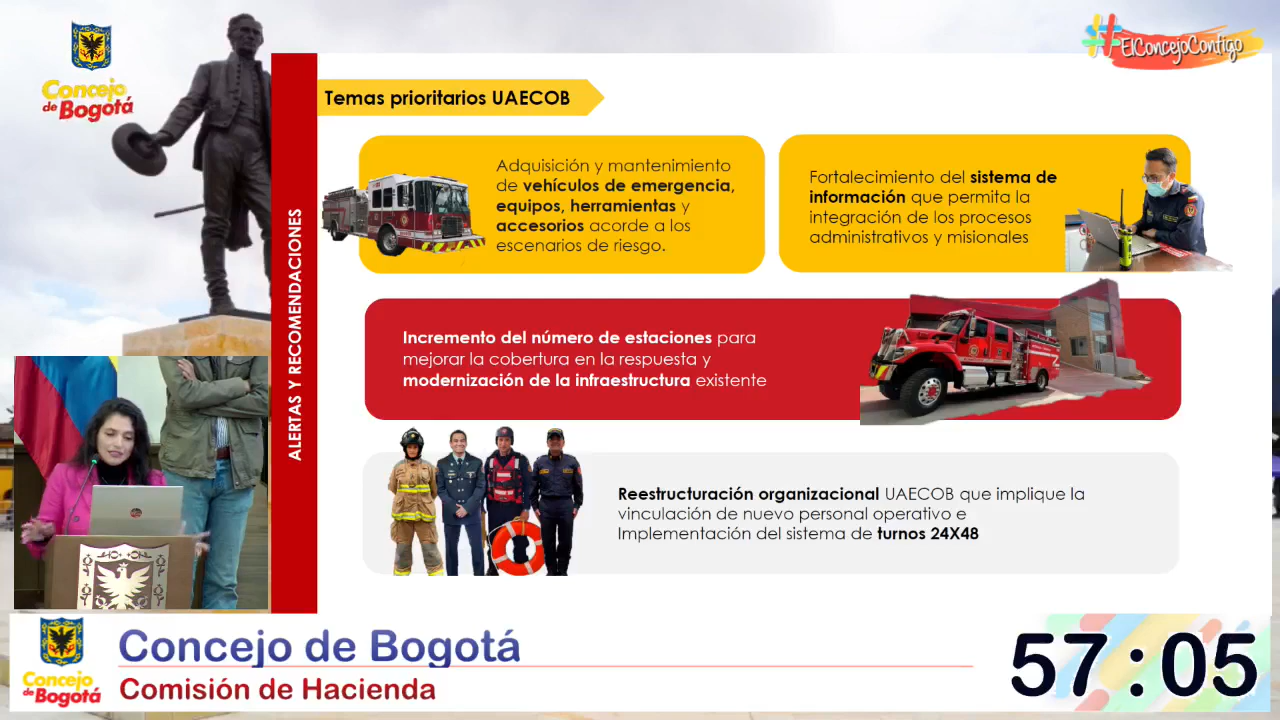 Concejo
de Bogotá
#ElConcejoContigo
Temas prioritarios UAECOB
ALERTAS Y RECOMENDACIONES
Adquisición y mantenimiento
de vehículos de emergencia,
equipos, herramientas y
accesorios acorde a los
escenarios de riesgo.
Fortalecimiento del sistema de
información que permita la
integración de los procesos
administrativos y misionales
Incremento del número de estaciones para
mejorar la cobertura en la respuesta y
modernización de la infraestructura existente
Reestructuración organizacional UAECOB que implique la
vinculación de nuevo personal operativo e
Implementación del sistema de turnos 24X48
Concejo
de Bogotá
Concejo de Bogotá
Comisión de Hacienda
57:05